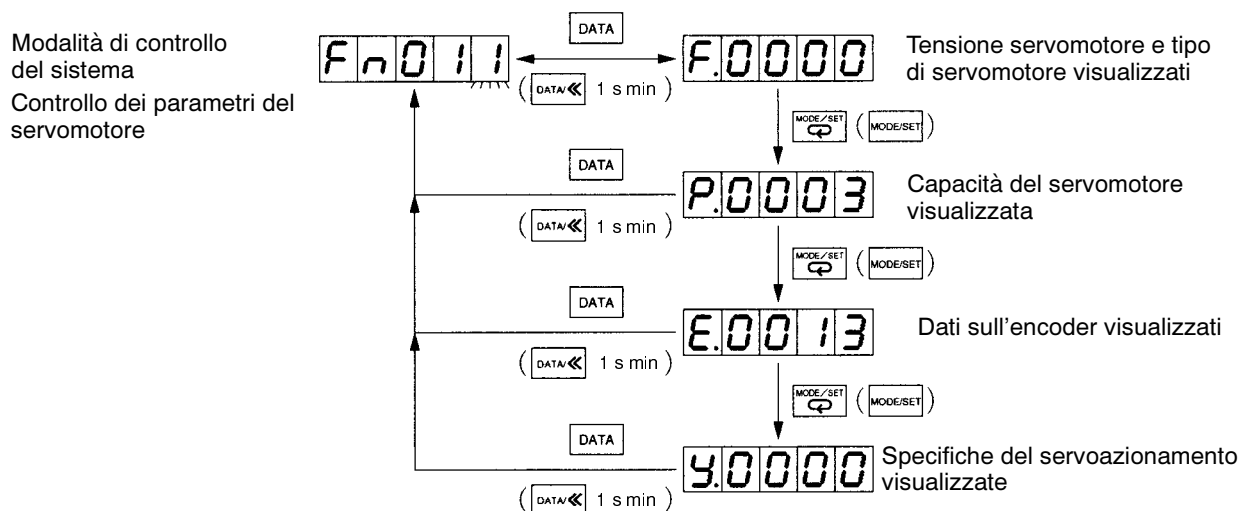 DATA
Modalità di controllo
del sistema
Controllo dei parametri del
servomotore
Fn011
(DATA/≪ 1 s min)
F.0000
Tensione servomotore e tipo
di servomotore visualizzati
MODE/SET (MODE/SET)
DATA
(DATA/≪ 1 s min)
P.0003
Capacità del servomotore
visualizzata
MODE/SET (MODE/SET)
DATA
(DATA/≪ 1 s min)
E.0013
Dati sull'encoder visualizzati
MODE/SET (MODE/SET)
DATA
(DATA/≪ 1 s min)
y.0000
Specifiche del servoazionamento
visualizzate